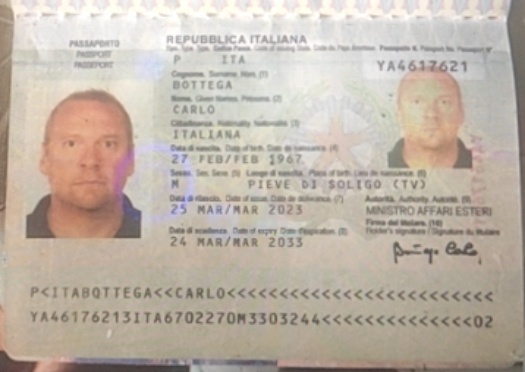 REPUBBLICA ITALIANA
PASSAPORTO
PASSPORT
PASSEPORT
P ITA
YA4617621
Cognome. Surname. Nom. (1)
BOTTEGA
Nome. Given Names. Prénoms. (2)
CARLO
Cittadinanza. Nationality. Nationalité. (3)
ITALIANA
Data di nascita. Date of birth. Date de naissance. (4)
27 FEB/FEB 1967
Sesso. Sex. Sexe. (5) Luogo di nascita. Place of birth. Lieu de naissance. (6)
M PIEVE DI SOLIGO (TV)
Data di rilascio. Date of issue. Date de délivrance. (7)
Autorità. Authority. Autorité. (9)
25 MAR/MAR 2023
MINISTRO AFFARI ESTERI
Data di scadenza. Date of expiry. Date d'expiration. (8)
Firma del titolare. (10)
Holder's signature / Signature du titulaire
24 MAR/MAR 2033
P<ITABOTTEGA<<CARLO<<<<<<<<<<<<<<<<<<<<<<<<<
YA46176213ITA6702270M3303244<<<<<<<<<<<<<<02